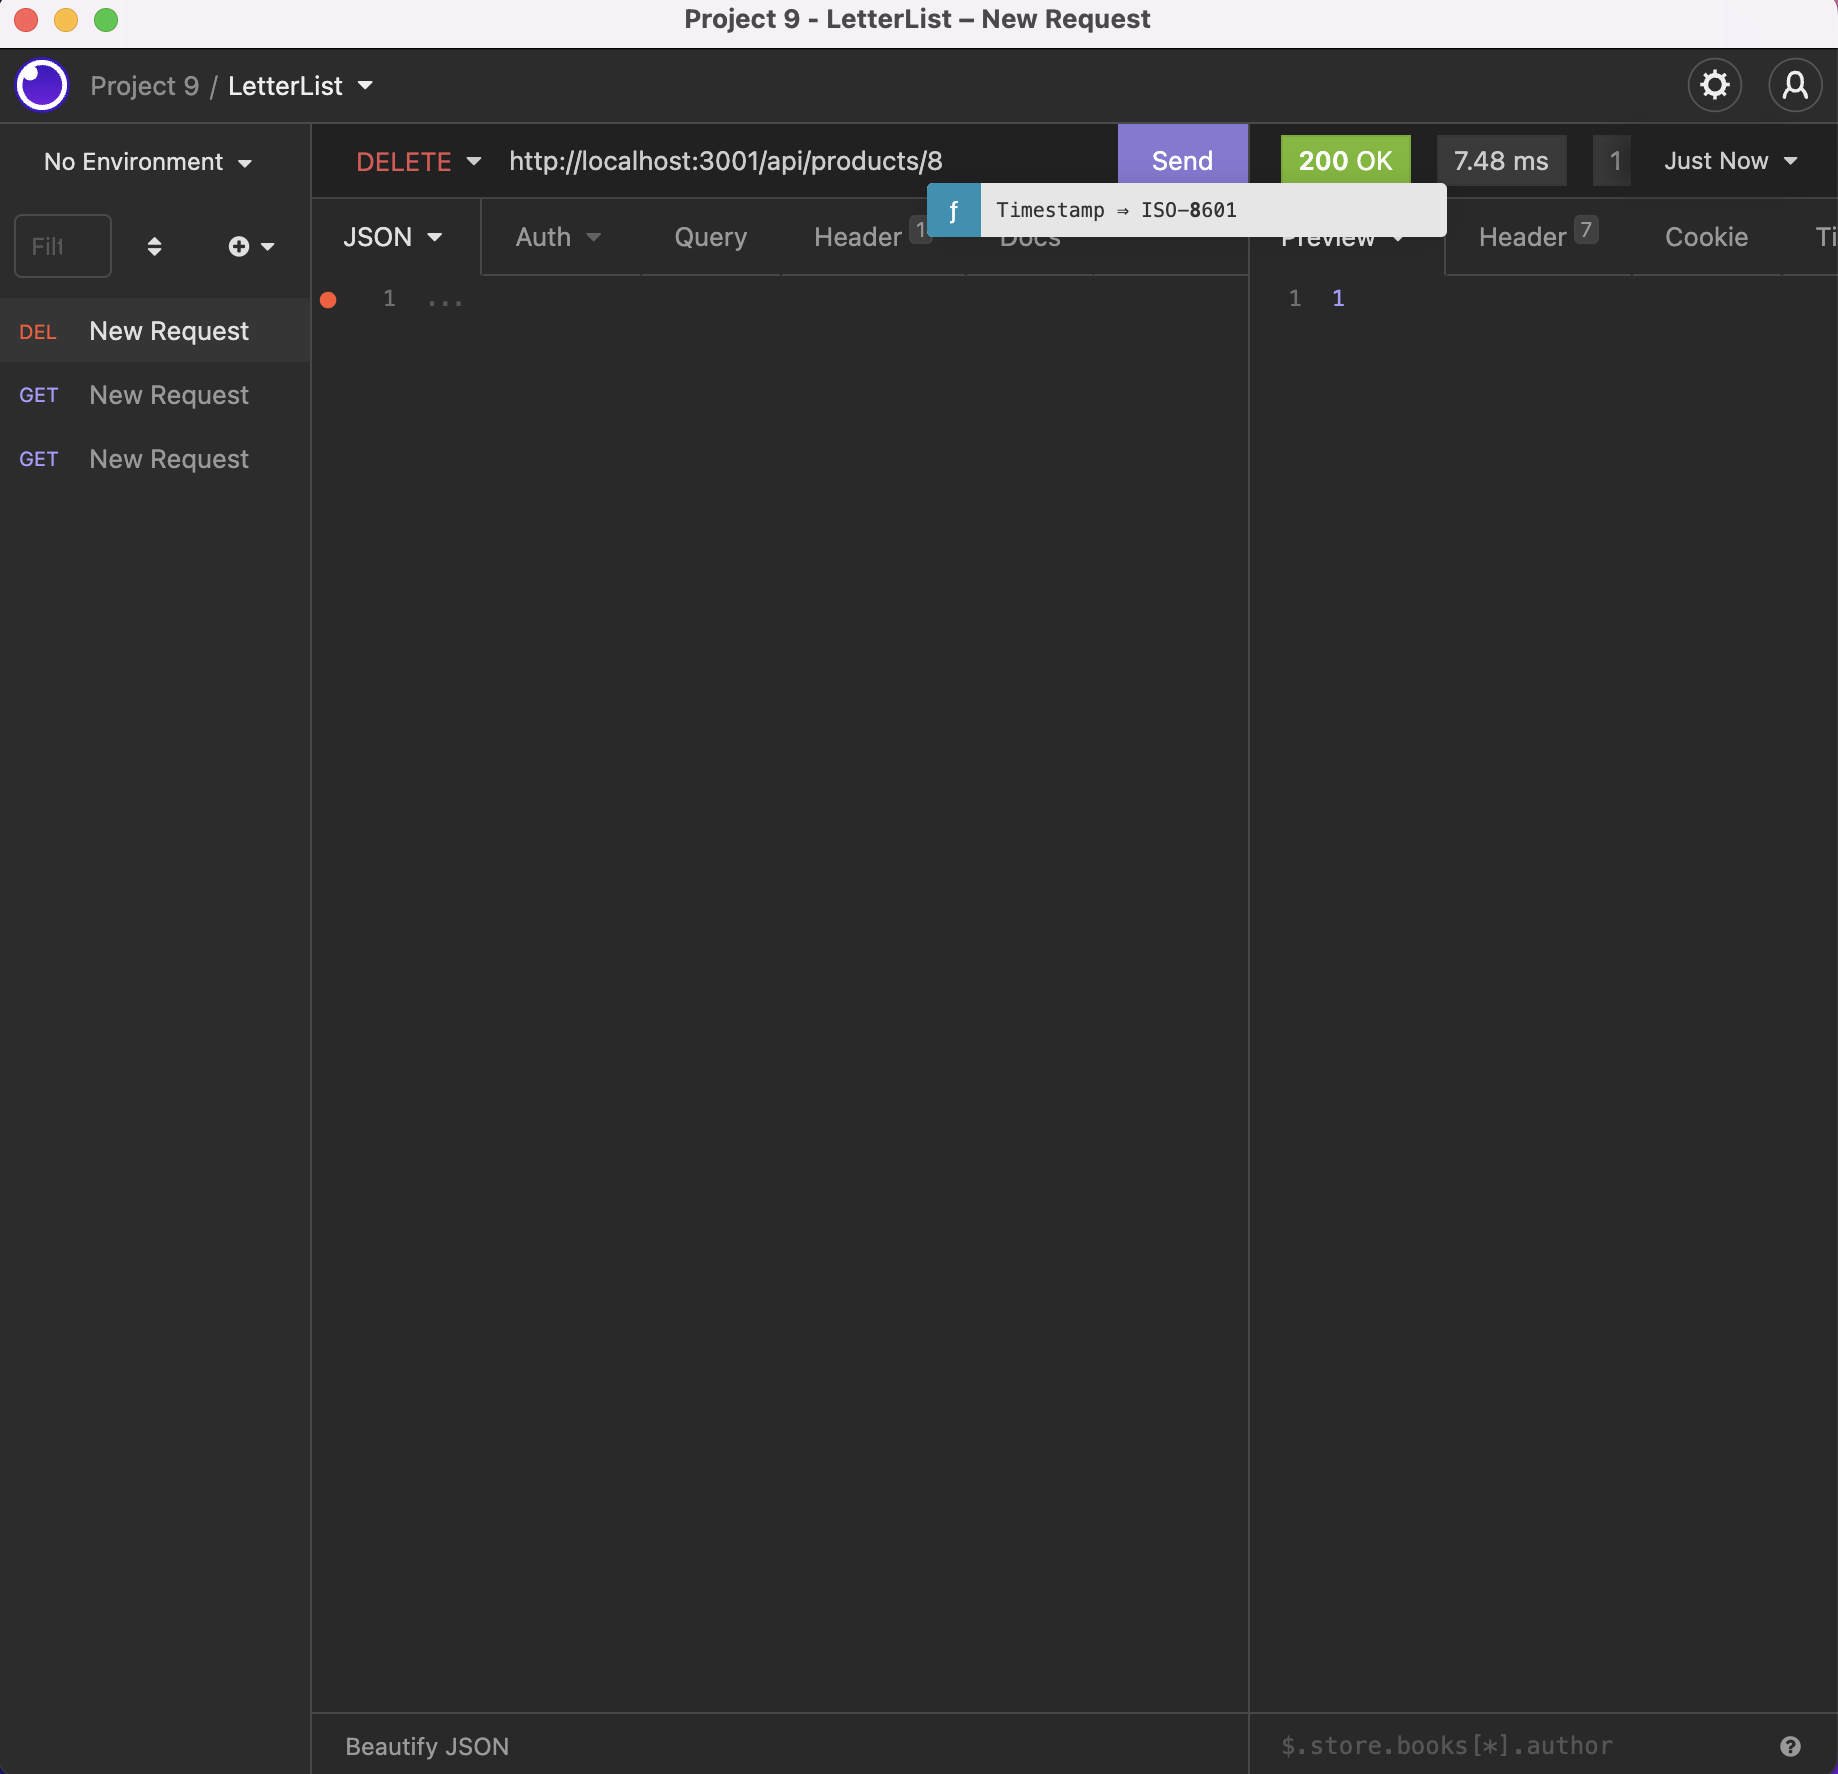 Project 9 - LetterList – New Request
Project 9 / LetterList
No Environment
DELETE http://localhost:3001/api/products/8 Send
200 OK 7.48 ms 1 Just Now
Timestamp ⇒ ISO-8601
Filt
JSON Auth Query Header 1 Docs
Preview Header 7 Cookie Ti
1 ...
1 1
DEL New Request
GET New Request
GET New Request
Beautify JSON
$.store.books[*].author